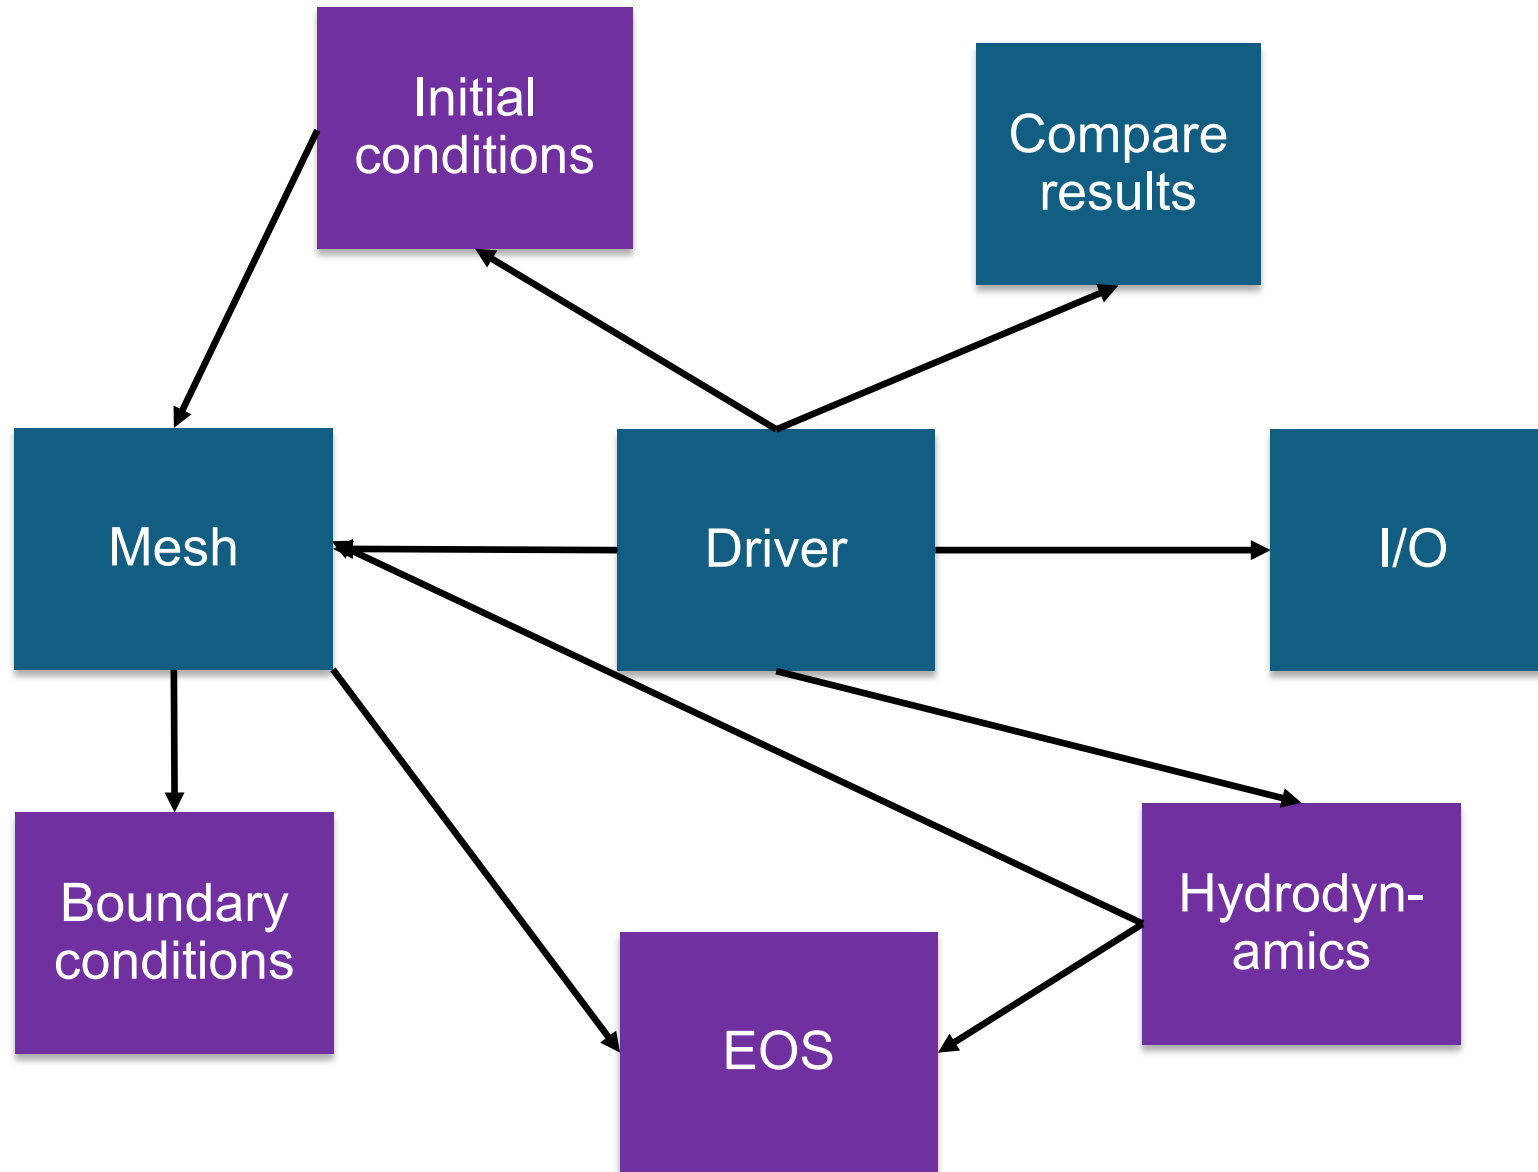 Initial
conditions
Compare
results
Mesh
Driver
I/O
Boundary
conditions
EOS
Hydrodyn-
amics